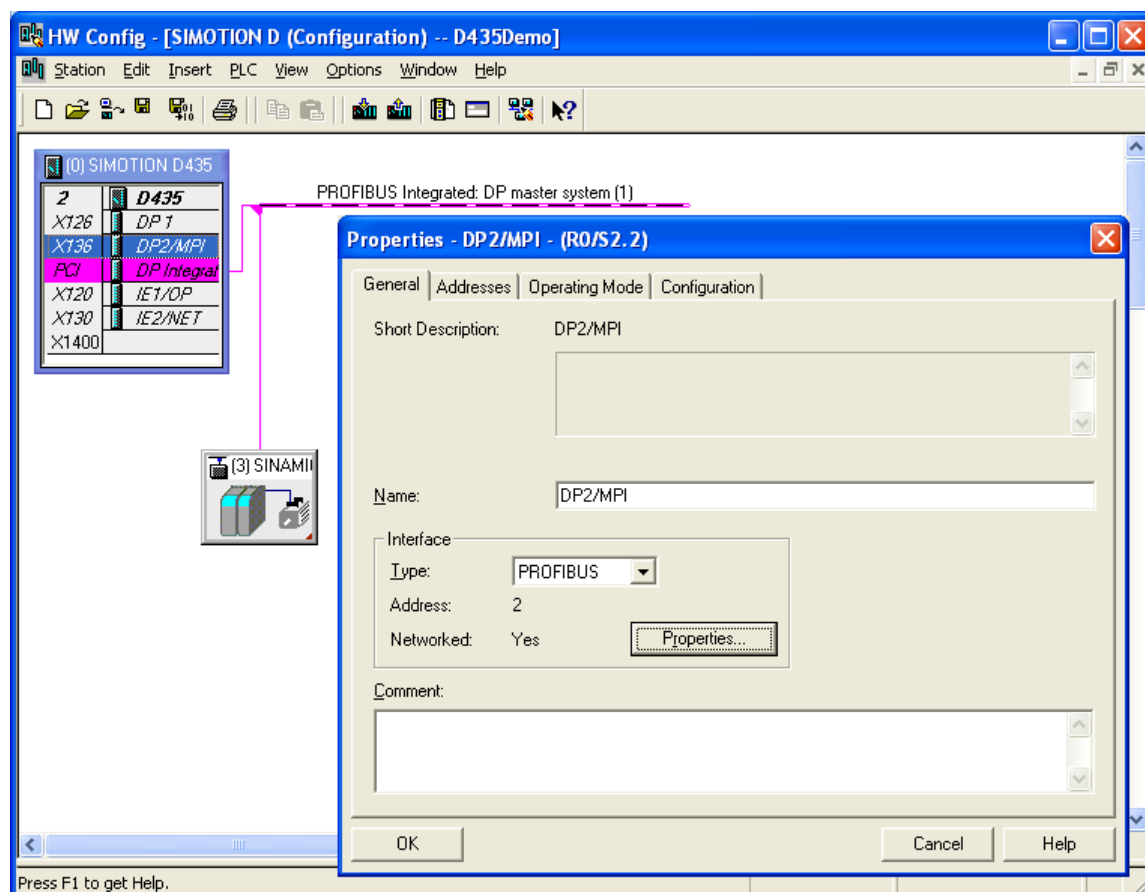 HW Config - [SIMOTION D (Configuration) -- D435Demo]
Station Edit Insert PLC View Options Window Help
(0) SIMOTION D435
2 D435
X126 DP 1
X136 DP2/MPI
PCI DP Integrat
X120 IE1/OP
X130 IE2/NET
X1400
PROFIBUS Integrated: DP master system (1)
(3) SINAMI
Properties - DP2/MPI - (R0/S2.2)
General Addresses Operating Mode Configuration
Short Description: DP2/MPI
Name: DP2/MPI
Interface
Type: PROFIBUS
Address: 2
Networked: Yes Properties...
Comment:
OK Cancel Help
Press F1 to get Help.